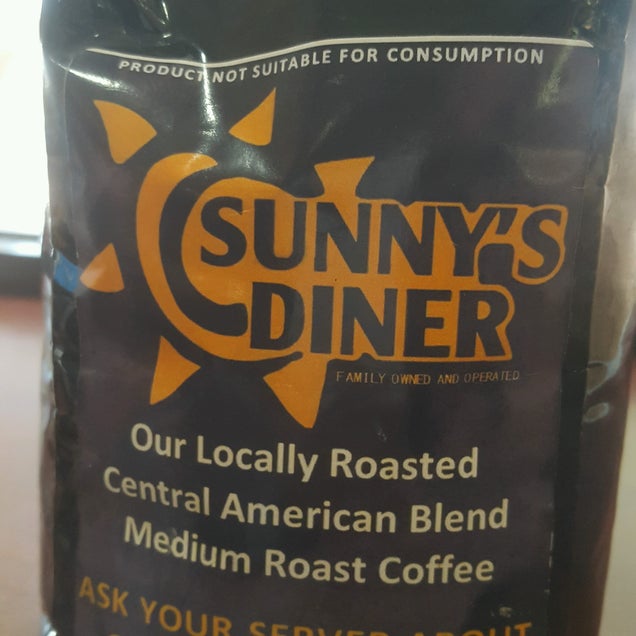 PRODUCT NOT SUITABLE FOR CONSUMPTION
SUNNY'S
DINER
FAMILY OWNED AND OPERATED
Our Locally Roasted
Central American Blend
Medium Roast Coffee
ASK YOUR SERVER ABOUT